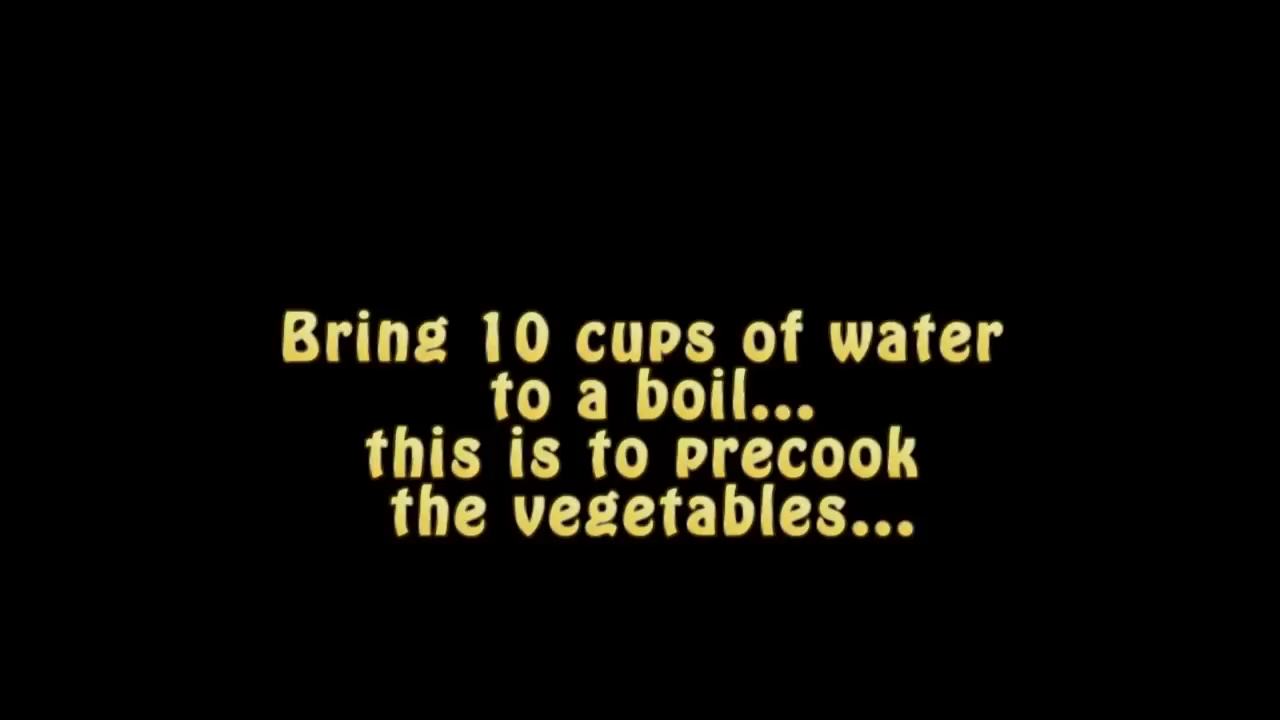 Bring 10 cups of water
to a boil...
this is to precook
the vegetables...